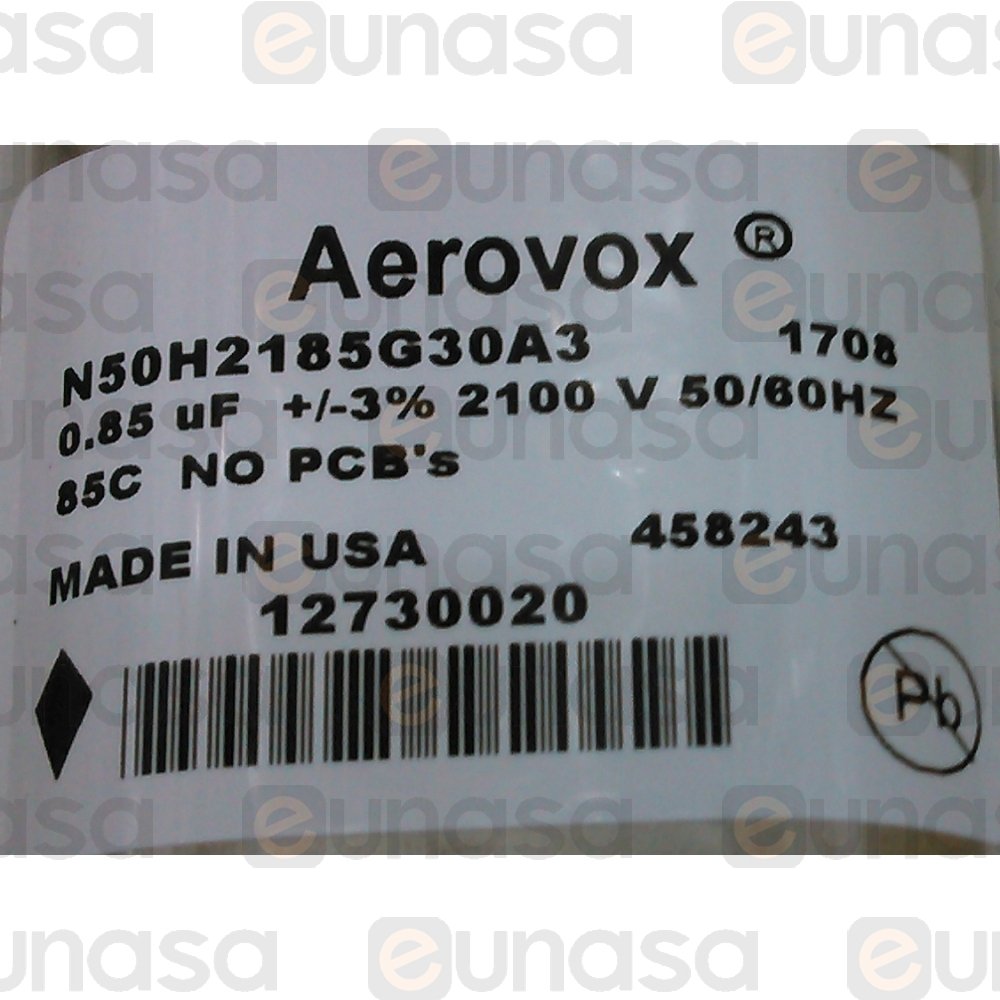 Aerovox ®
N50H2185G30A3 1708
0.85 uF +/-3% 2100 V 50/60HZ
85C NO PCB's
MADE IN USA 458243
12730020
Pb
eunasa